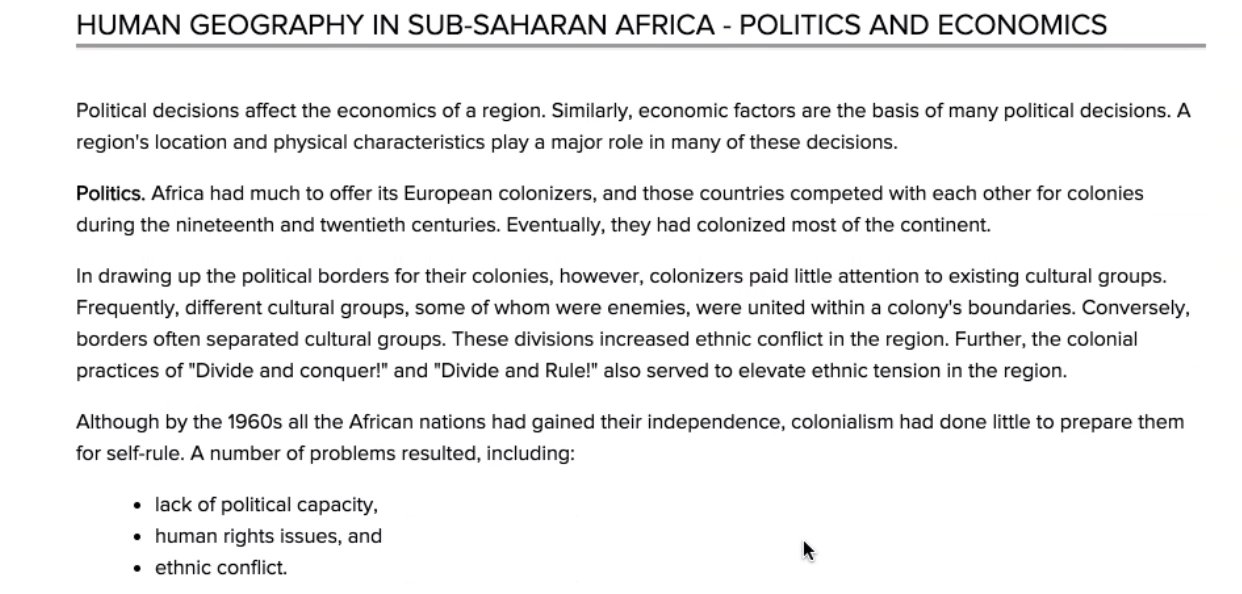 HUMAN GEOGRAPHY IN SUB-SAHARAN AFRICA - POLITICS AND ECONOMICS
Political decisions affect the economics of a region. Similarly, economic factors are the basis of many political decisions. A
region's location and physical characteristics play a major role in many of these decisions.
Politics. Africa had much to offer its European colonizers, and those countries competed with each other for colonies
during the nineteenth and twentieth centuries. Eventually, they had colonized most of the continent.
In drawing up the political borders for their colonies, however, colonizers paid little attention to existing cultural groups.
Frequently, different cultural groups, some of whom were enemies, were united within a colony's boundaries. Conversely,
borders often separated cultural groups. These divisions increased ethnic conflict in the region. Further, the colonial
practices of "Divide and conquer!" and "Divide and Rule!" also served to elevate ethnic tension in the region.
Although by the 1960s all the African nations had gained their independence, colonialism had done little to prepare them
for self-rule. A number of problems resulted, including:
• lack of political capacity,
• human rights issues, and
• ethnic conflict.